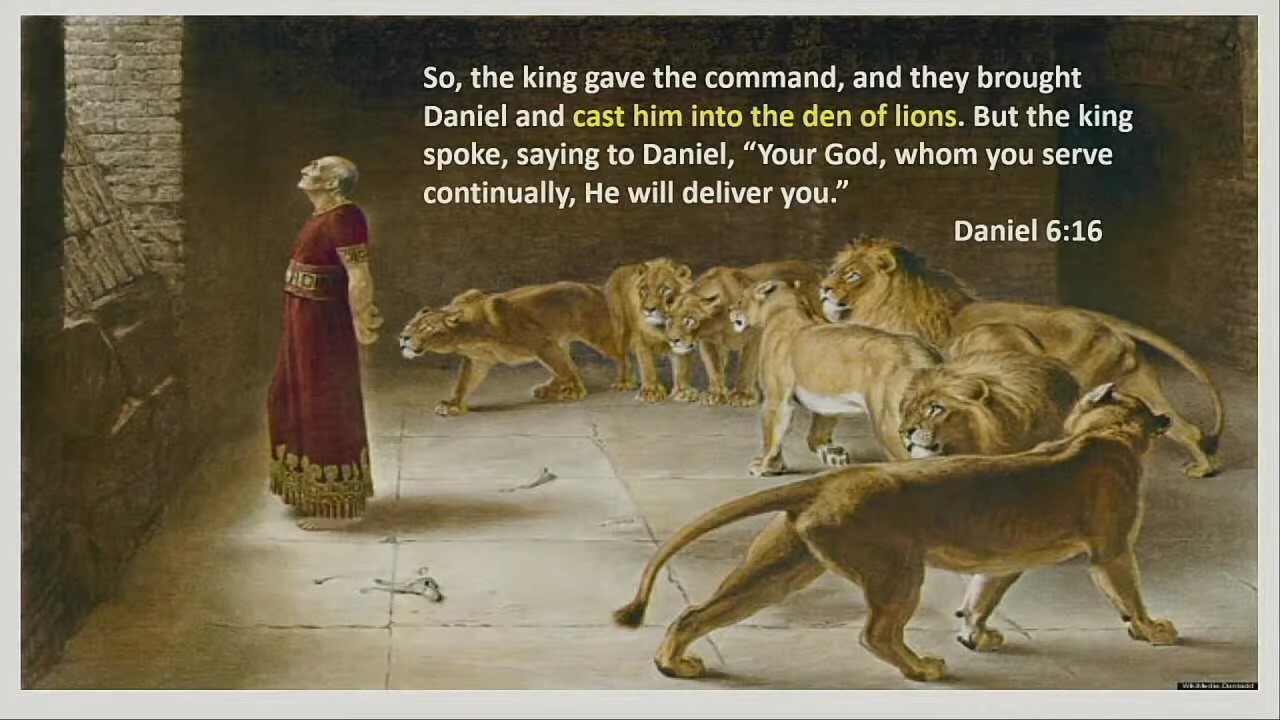 So, the king gave the command, and they brought
Daniel and cast him into the den of lions. But the king
spoke, saying to Daniel, “Your God, whom you serve
continually, He will deliver you.”
Daniel 6:16